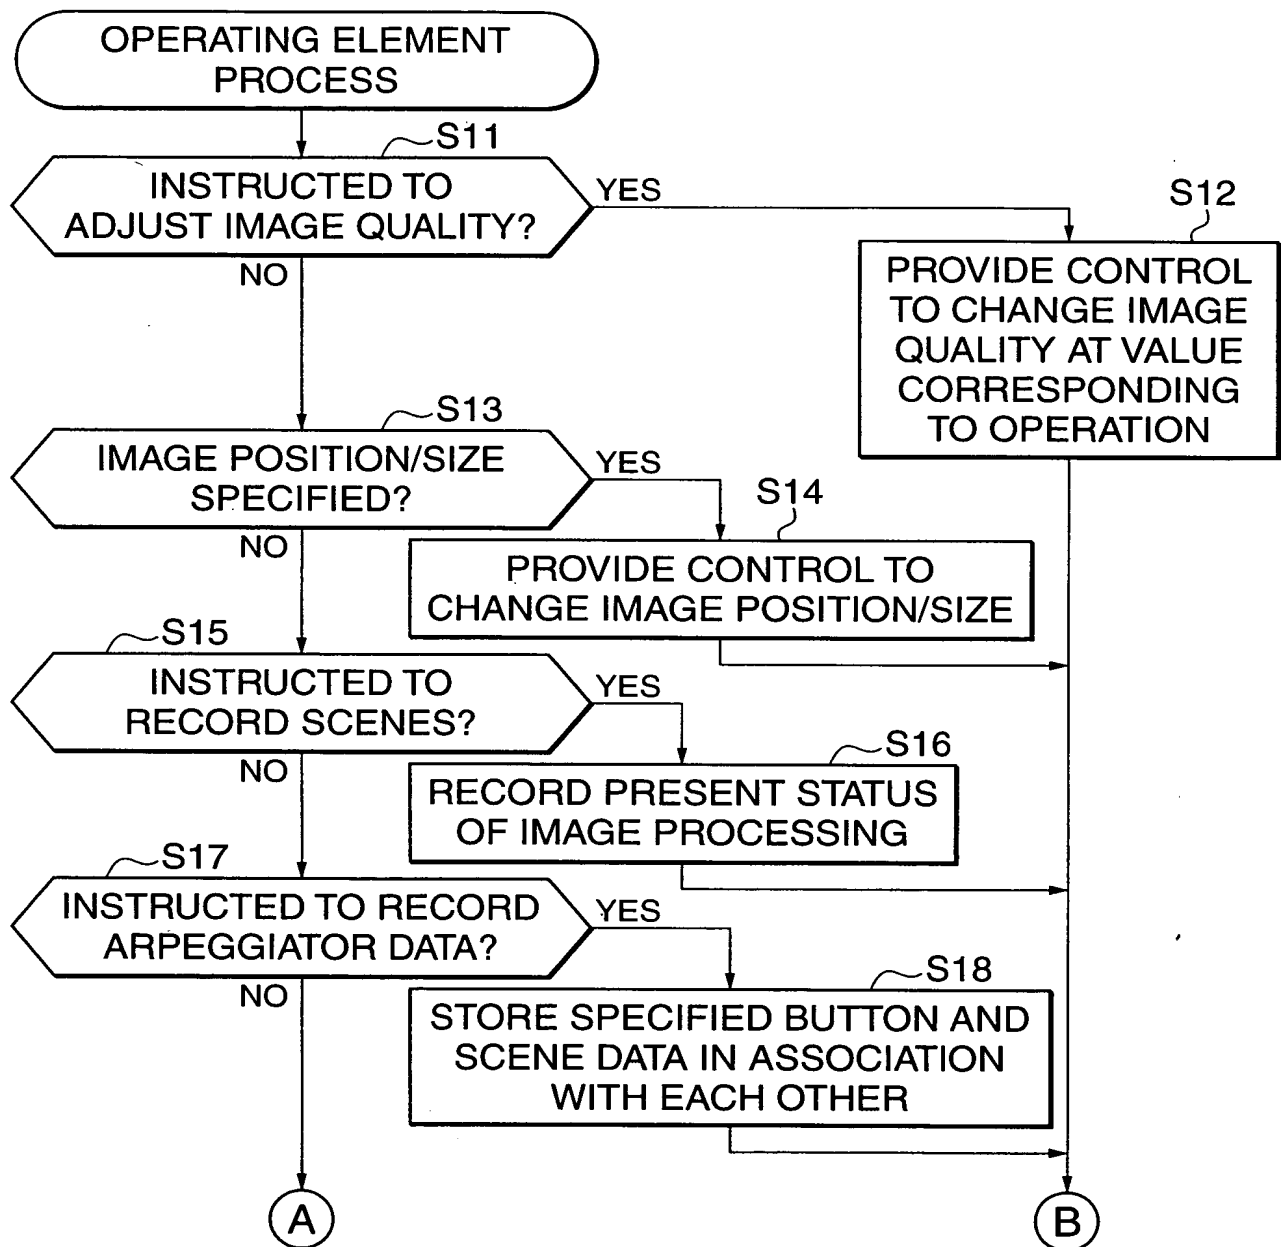 OPERATING ELEMENT
PROCESS
S11
INSTRUCTED TO
ADJUST IMAGE QUALITY?
YES
NO
S12
PROVIDE CONTROL
TO CHANGE IMAGE
QUALITY AT VALUE
CORRESPONDING
TO OPERATION
S13
IMAGE POSITION/SIZE
SPECIFIED?
YES
NO
S14
PROVIDE CONTROL TO
CHANGE IMAGE POSITION/SIZE
S15
INSTRUCTED TO
RECORD SCENES?
YES
NO
S16
RECORD PRESENT STATUS
OF IMAGE PROCESSING
S17
INSTRUCTED TO RECORD
ARPEGGIATOR DATA?
YES
NO
S18
STORE SPECIFIED BUTTON AND
SCENE DATA IN ASSOCIATION
WITH EACH OTHER
A
B